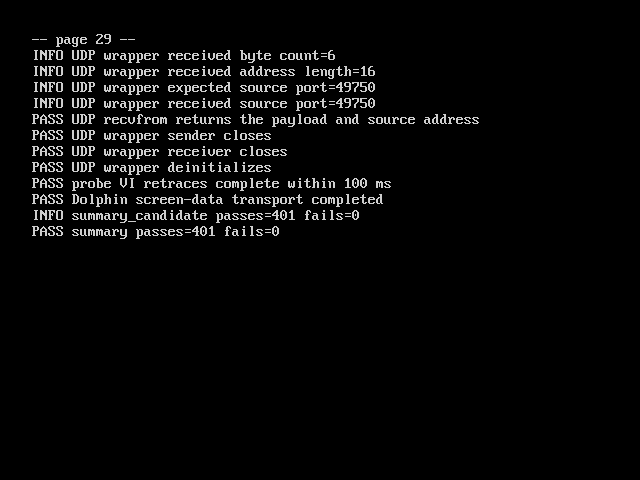 -- page 29 --
INFO UDP wrapper received byte count=6
INFO UDP wrapper received address length=16
INFO UDP wrapper expected source port=49750
INFO UDP wrapper received source port=49750
PASS UDP recvfrom returns the payload and source address
PASS UDP wrapper sender closes
PASS UDP wrapper receiver closes
PASS UDP wrapper deinitializes
PASS probe VI retraces complete within 100 ms
PASS Dolphin screen-data transport completed
INFO summary_candidate passes=401 fails=0
PASS summary passes=401 fails=0